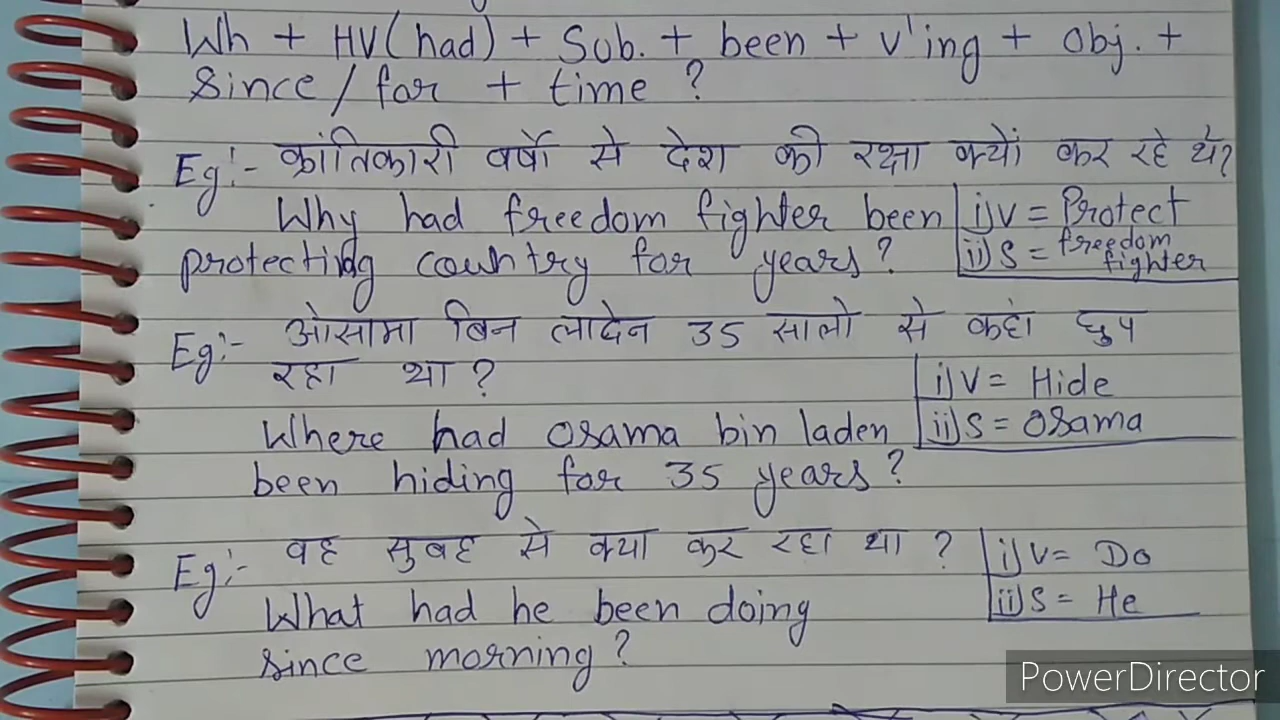 Wh + HV(had) + Sub. + been + v'ing + Obj. +
Since / for + time ?
Eg:- क्रांतिकारी वर्षो से देश की रक्षा क्यों कर रहे थे?
Why had freedom fighter been
i) V = Protect
protecting country for years?
ii) S = freedom fighter
Eg:- ओसामा बिन लादेन 35 सालो से कहां छुप
रहा था ?
i) V = Hide
Where had Osama bin laden
ii) S = Osama
been hiding for 35 years?
Eg:- वह सुबह से क्या कर रहा था ?
i) V = Do
What had he been doing
ii) S = He
since morning?
PowerDirector